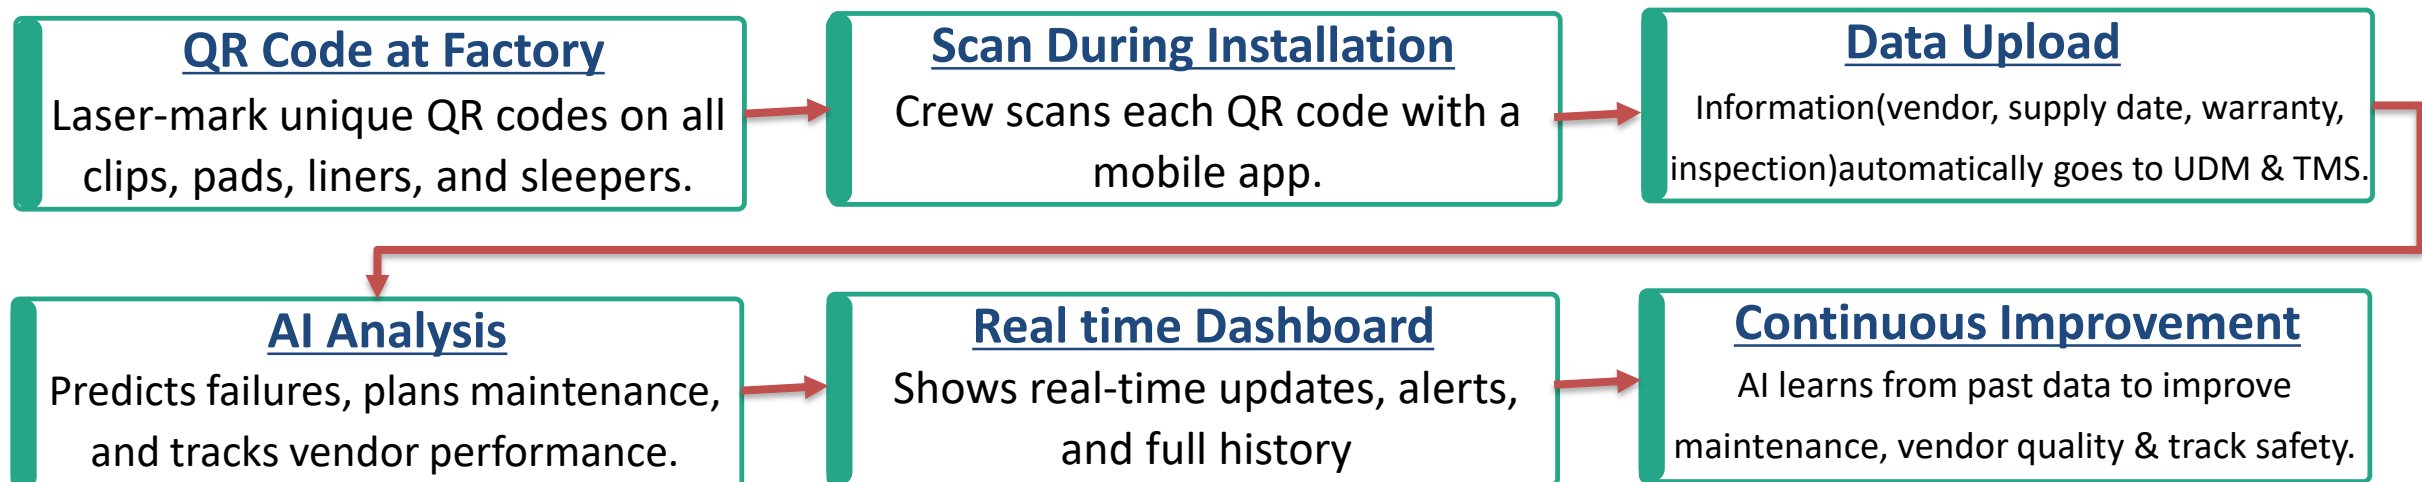 QR Code at Factory
Laser-mark unique QR codes on all
clips, pads, liners, and sleepers.
Scan During Installation
Crew scans each QR code with a
mobile app.
Data Upload
Information(vendor, supply date, warranty,
inspection)automatically goes to UDM & TMS.
AI Analysis
Predicts failures, plans maintenance,
and tracks vendor performance.
Real time Dashboard
Shows real-time updates, alerts,
and full history
Continuous Improvement
AI learns from past data to improve
maintenance, vendor quality & track safety.